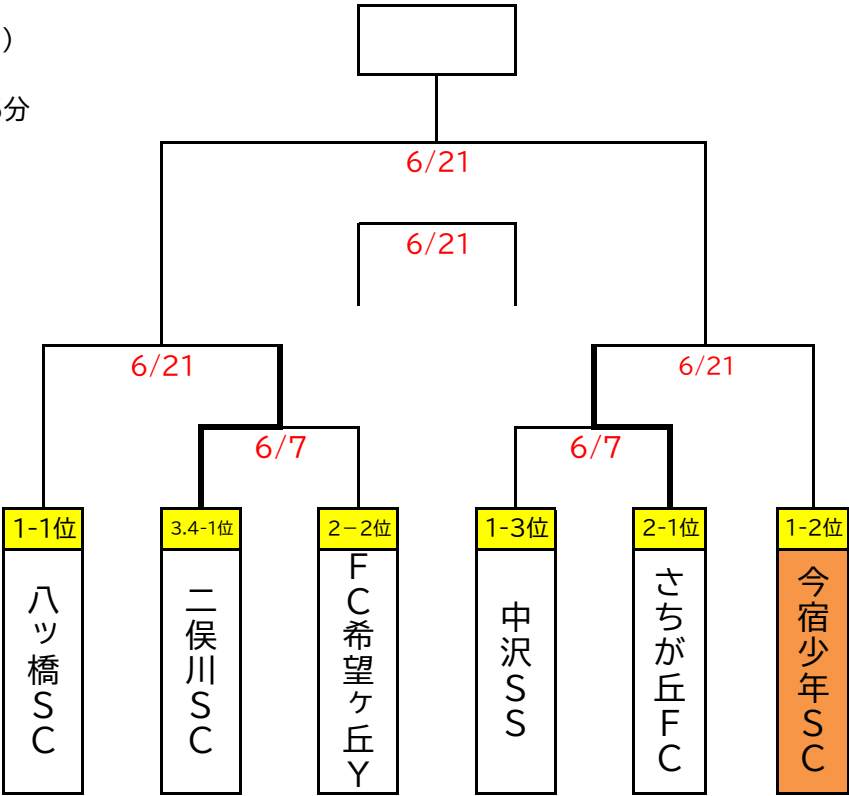 ）
分
6/21
6/21
6/21
6/21
6/7
6/7
1-1位
3.4-1位
2－2位
1-3位
2-1位
1-2位
八ッ橋ＳＣ
二俣川ＳＣ
ＦＣ希望ヶ丘Ｙ
中沢ＳＳ
さちが丘ＦＣ
今宿少年ＳＣ